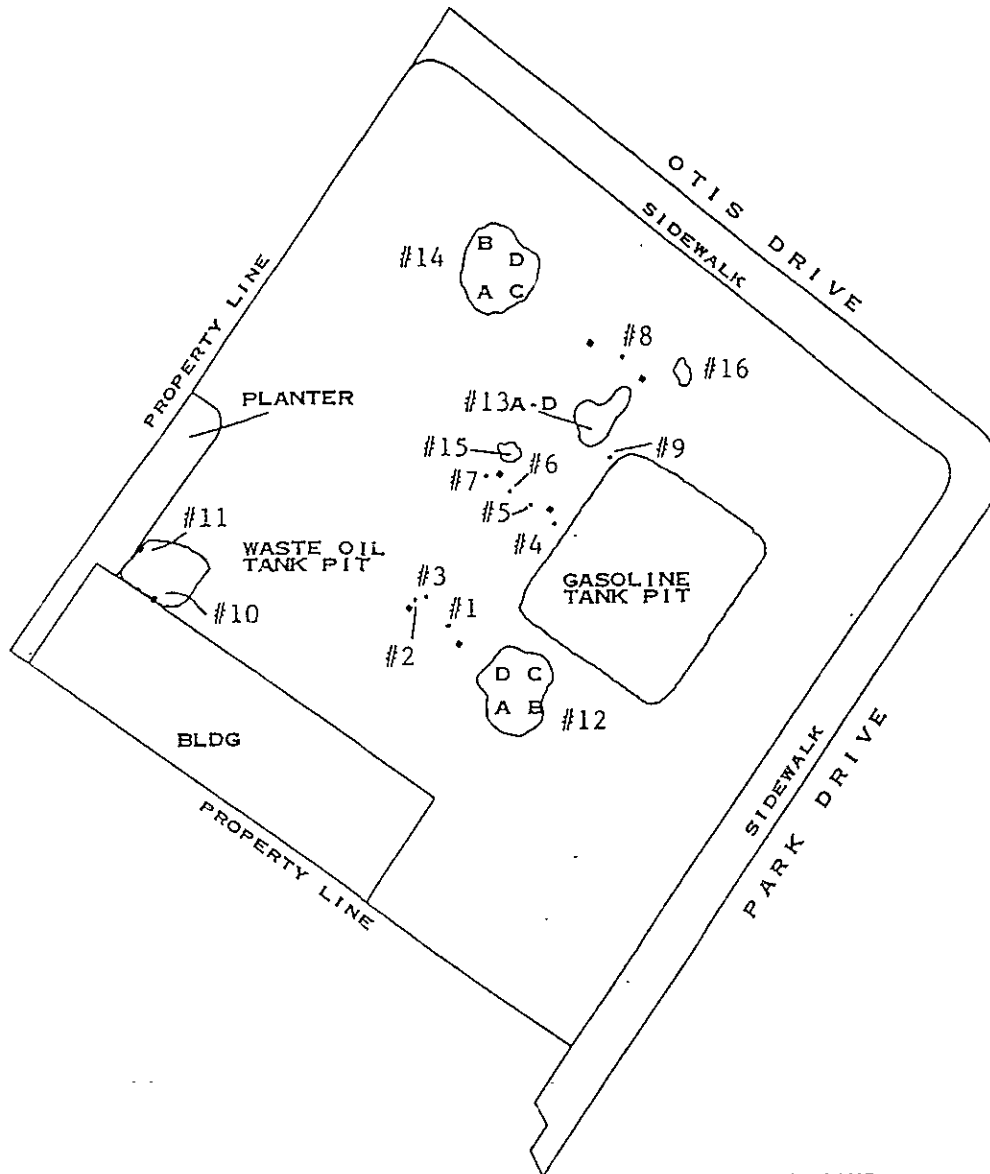 OTIS DRIVE
SIDEWALK
B
D
#14
A C
PROPERTY LINE
#8
#16
PLANTER
#13A-D
#15
#9
#7
#6
#5
#11
#4
WASTE OIL
TANK PIT
GASOLINE
TANK PIT
#3
#1
#10
#2
D C
A B
#12
BLDG
SIDEWALK
PARK DRIVE
PROPERTY LINE